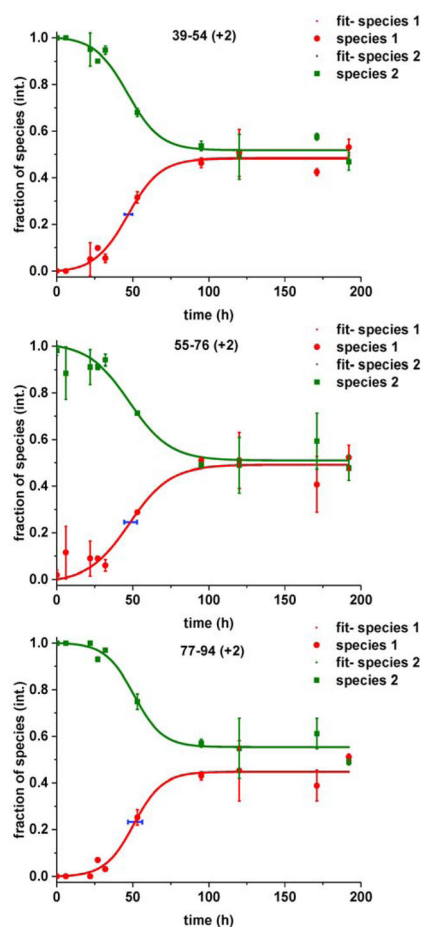 39-54 (+2)
fit- species 1
species 1
fit- species 2
species 2
fraction of species (int.)
1.0
0.8
0.6
0.4
0.2
0.0
0 50 100 150 200
time (h)
55-76 (+2)
fit- species 1
species 1
fit- species 2
species 2
fraction of species (int.)
1.0
0.8
0.6
0.4
0.2
0.0
0 50 100 150 200
time (h)
77-94 (+2)
fit- species 1
species 1
fit- species 2
species 2
fraction of species (int.)
1.0
0.8
0.6
0.4
0.2
0.0
0 50 100 150 200
time (h)